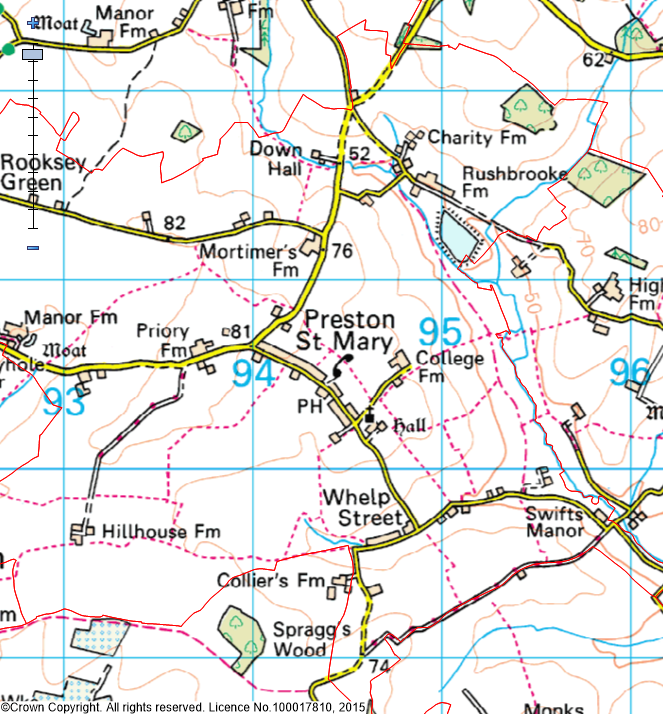 Moat
Manor
Fm
Fm
62
Charity Fm
Down
Hall
52
Rooksey
Green
Rushbrooke
Fm
82
80
70
Mortimer's
Fm
76
50
High
Fm
Manor Fm
Moat
Priory
Fm
81
Preston
St Mary
95
College
Fm
94
93
96
PH
Hall
Whelp
Street
Swifts
Manor
Hillhouse Fm
Collier's Fm
Spragg's
Wood
74
Monks
©Crown Copyright. All rights reserved. Licence No.100017810, 2015